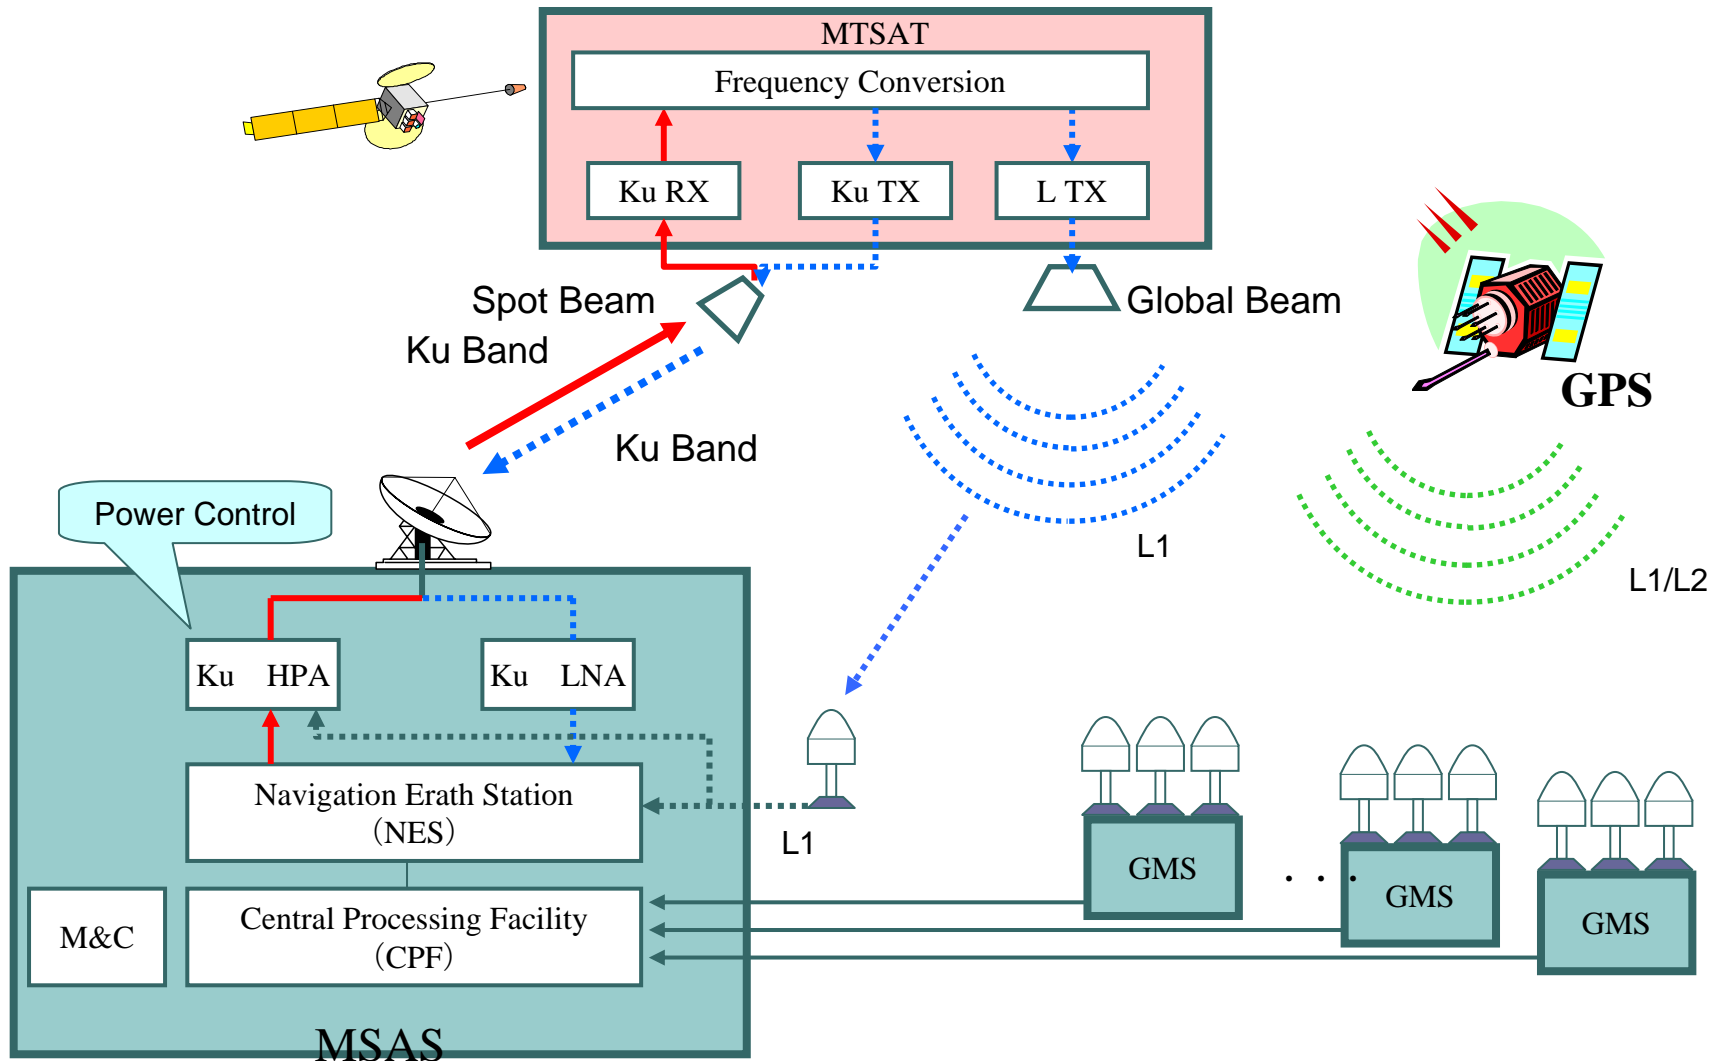 MTSAT
Frequency Conversion
Ku RX
Ku TX
L TX
Spot Beam
Global Beam
Ku Band
GPS
Ku Band
Power Control
L1
L1/L2
Ku HPA
Ku LNA
Navigation Erath Station
（NES）
L1
GMS
. . .
GMS
GMS
M&C
Central Processing Facility
（CPF）
MSAS